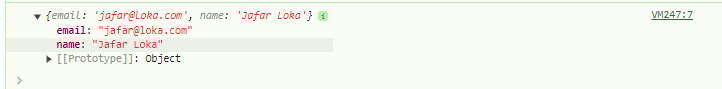 ▼ {email: 'jafar@loka.com', name: 'Jafar Loka'} i VM247:7
email: "jafar@loka.com"
name: "Jafar Loka"
▶ [[Prototype]]: Object
>